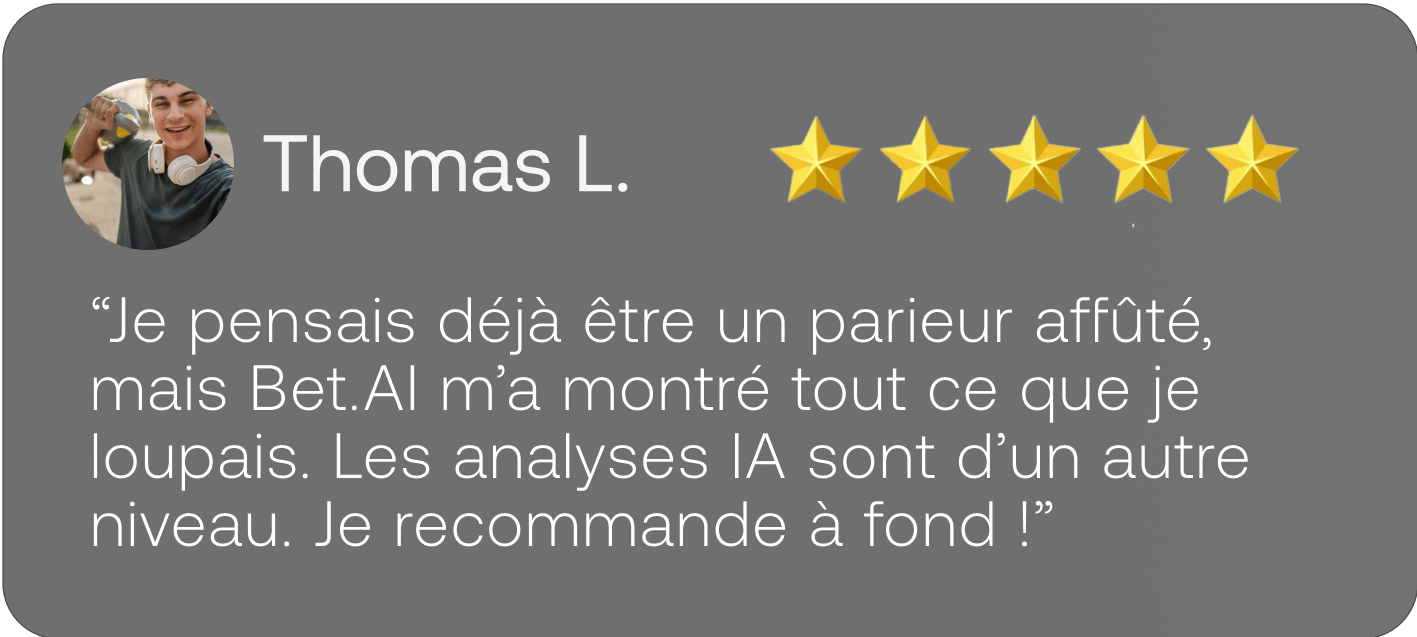 Thomas L.
“Je pensais déjà être un parieur affûté,
mais Bet.AI m’a montré tout ce que je
loupais. Les analyses IA sont d’un autre
niveau. Je recommande à fond !”